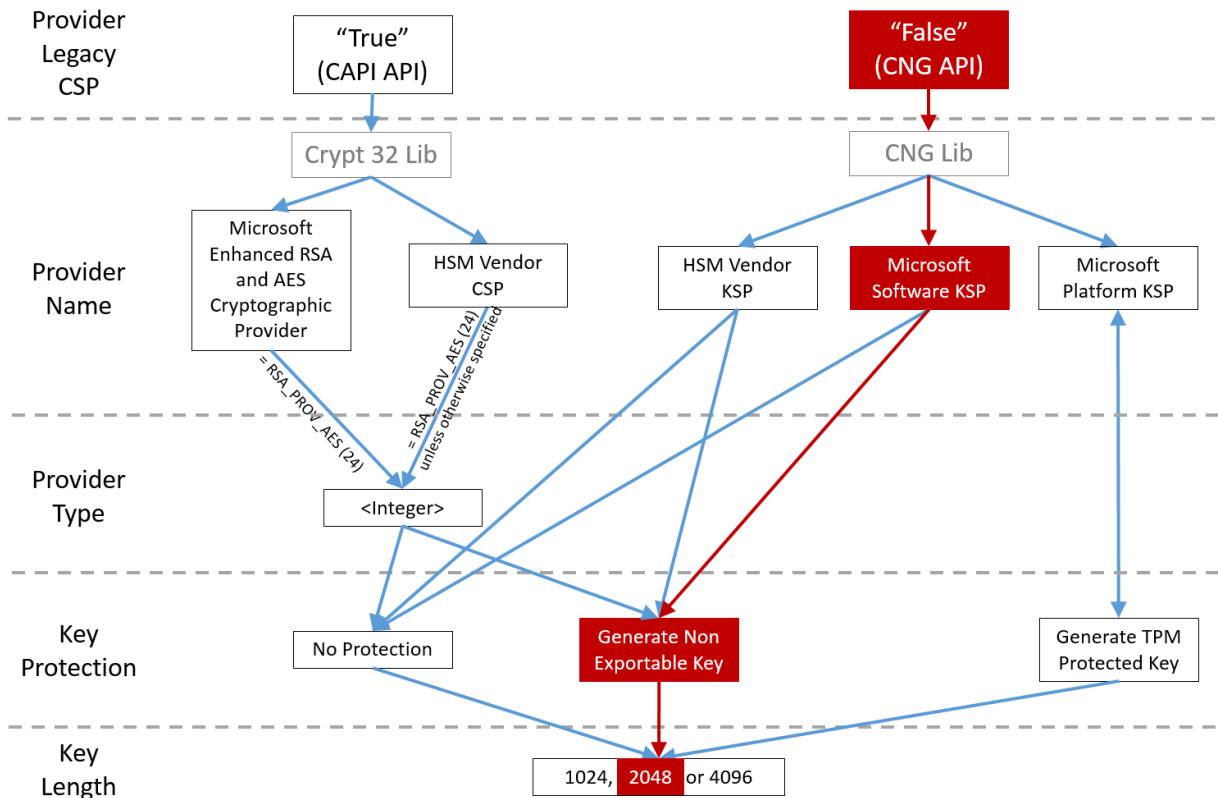 Provider
Legacy
CSP
“True”
(CAPI API)
“False”
(CNG API)
Crypt 32 Lib
CNG Lib
Provider
Name
Microsoft
Enhanced RSA
and AES
Cryptographic
Provider
HSM Vendor
CSP
HSM Vendor
KSP
Microsoft
Software KSP
Microsoft
Platform KSP
= RSA_PROV_AES (24)
= RSA_PROV_AES (24)
unless otherwise specified
Provider
Type
<Integer>
Key
Protection
No Protection
Generate Non
Exportable Key
Generate TPM
Protected Key
Key
Length
1024, 2048 or 4096